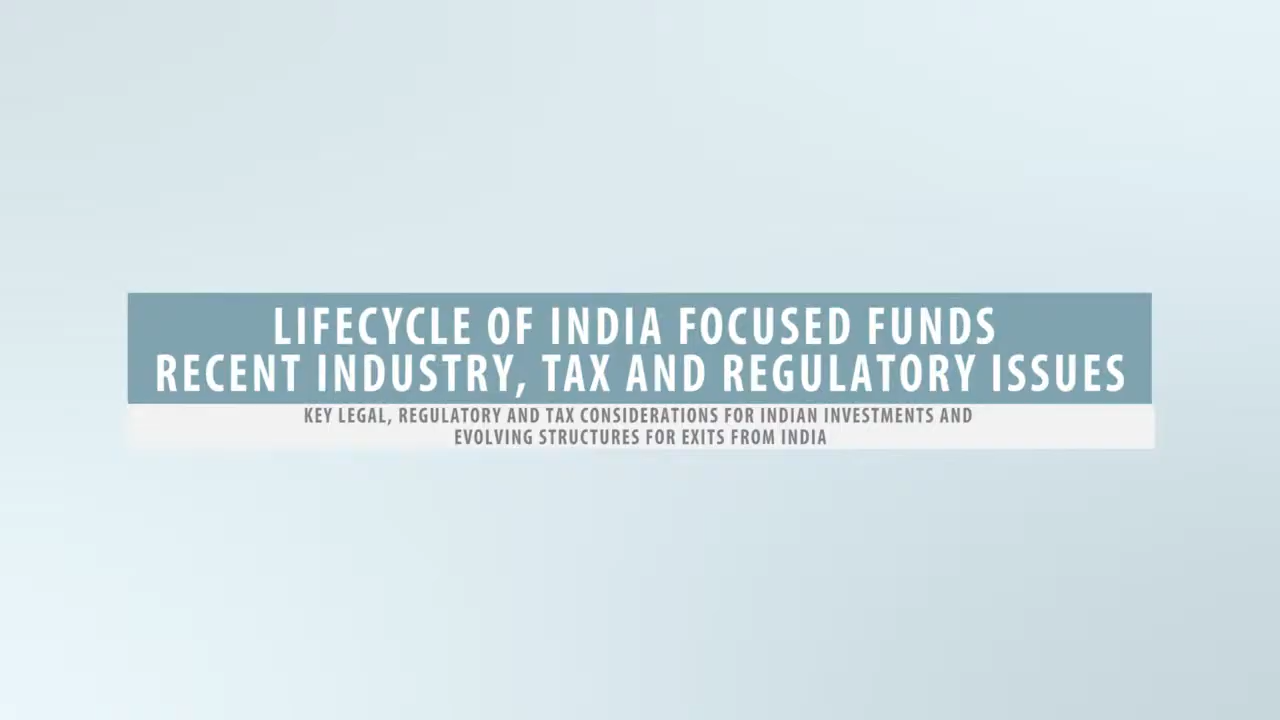 LIFECYCLE OF INDIA FOCUSED FUNDS
RECENT INDUSTRY, TAX AND REGULATORY ISSUES
KEY LEGAL, REGULATORY AND TAX CONSIDERATIONS FOR INDIAN INVESTMENTS AND
EVOLVING STRUCTURES FOR EXITS FROM INDIA